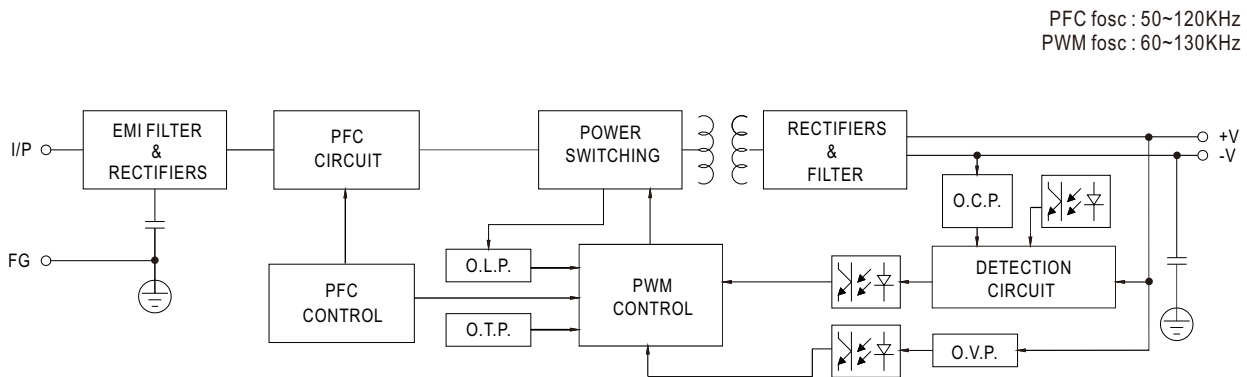 PFC fosc : 50~120KHz
PWM fosc : 60~130KHz
I/P
EMI FILTER
&
RECTIFIERS
PFC
CIRCUIT
POWER
SWITCHING
RECTIFIERS
&
FILTER
+V
-V
O.C.P.
FG
O.L.P.
PFC
CONTROL
O.T.P.
PWM
CONTROL
DETECTION
CIRCUIT
O.V.P.